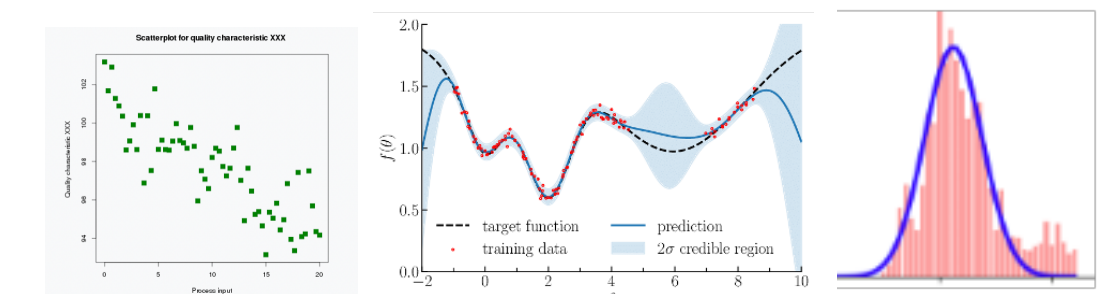 Scatterplot for quality characteristic XXX
Quality characteristic XXX
102
100
98
96
94
0 5 10 15 20
Process input
f(θ)
2.0
1.5
1.0
0.5
0.0
target function
training data
prediction
2σ credible region
−2 0 2 4 6 8 10